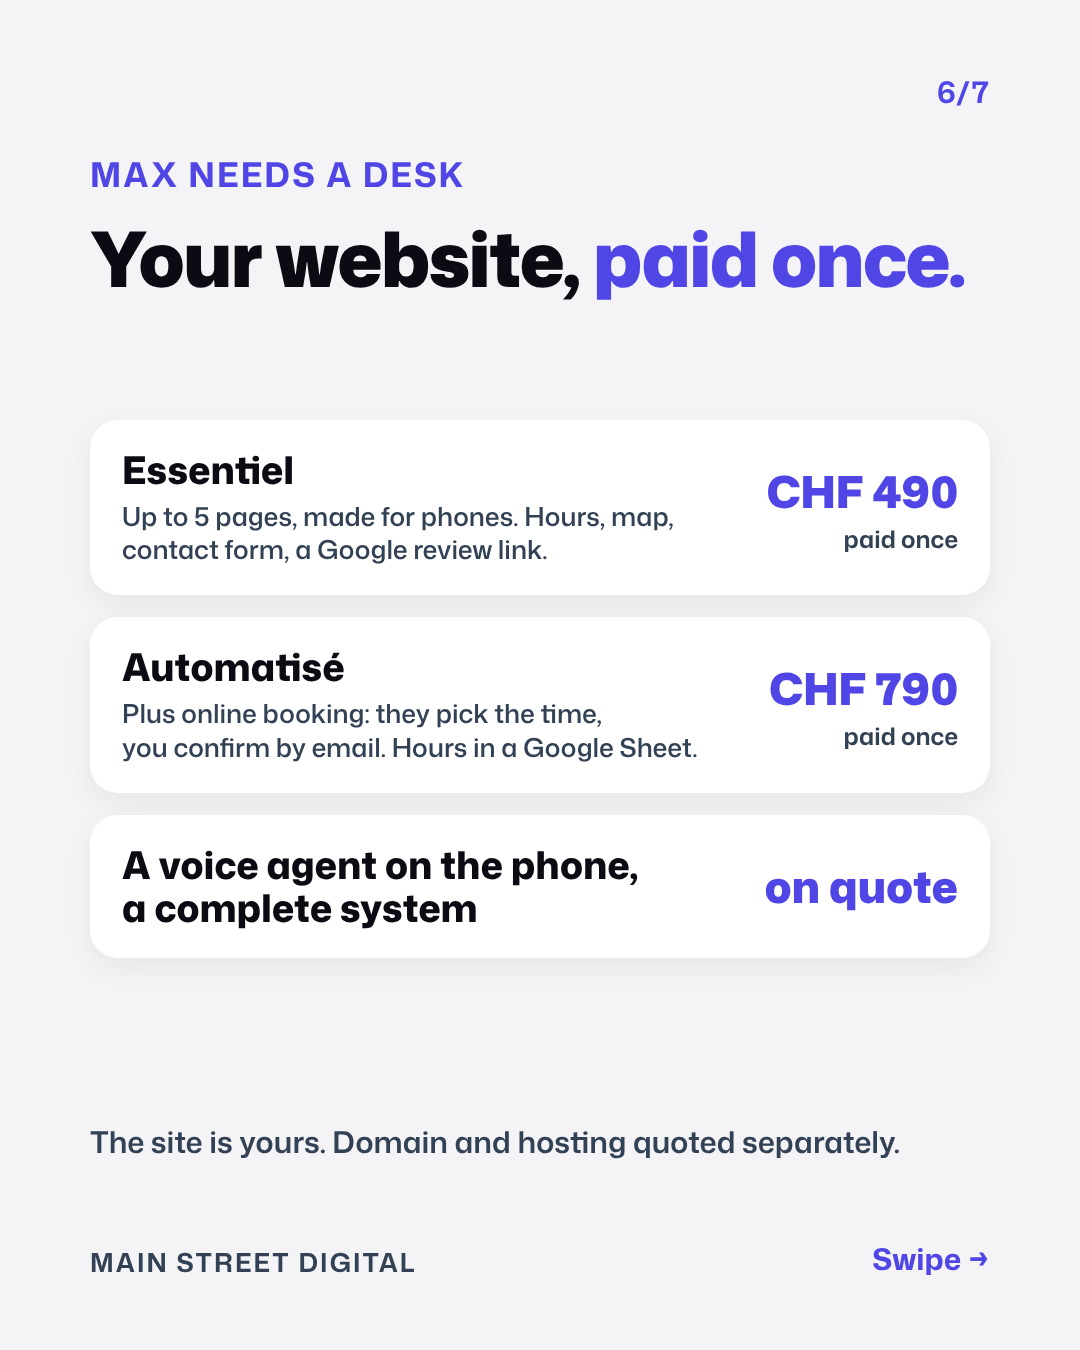 6/7
MAX NEEDS A DESK
Your website, paid once.
Essentiel
Up to 5 pages, made for phones. Hours, map,
contact form, a Google review link.
CHF 490
paid once
Automatisé
Plus online booking: they pick the time,
you confirm by email. Hours in a Google Sheet.
CHF 790
paid once
A voice agent on the phone,
a complete system
on quote
The site is yours. Domain and hosting quoted separately.
MAIN STREET DIGITAL
Swipe →